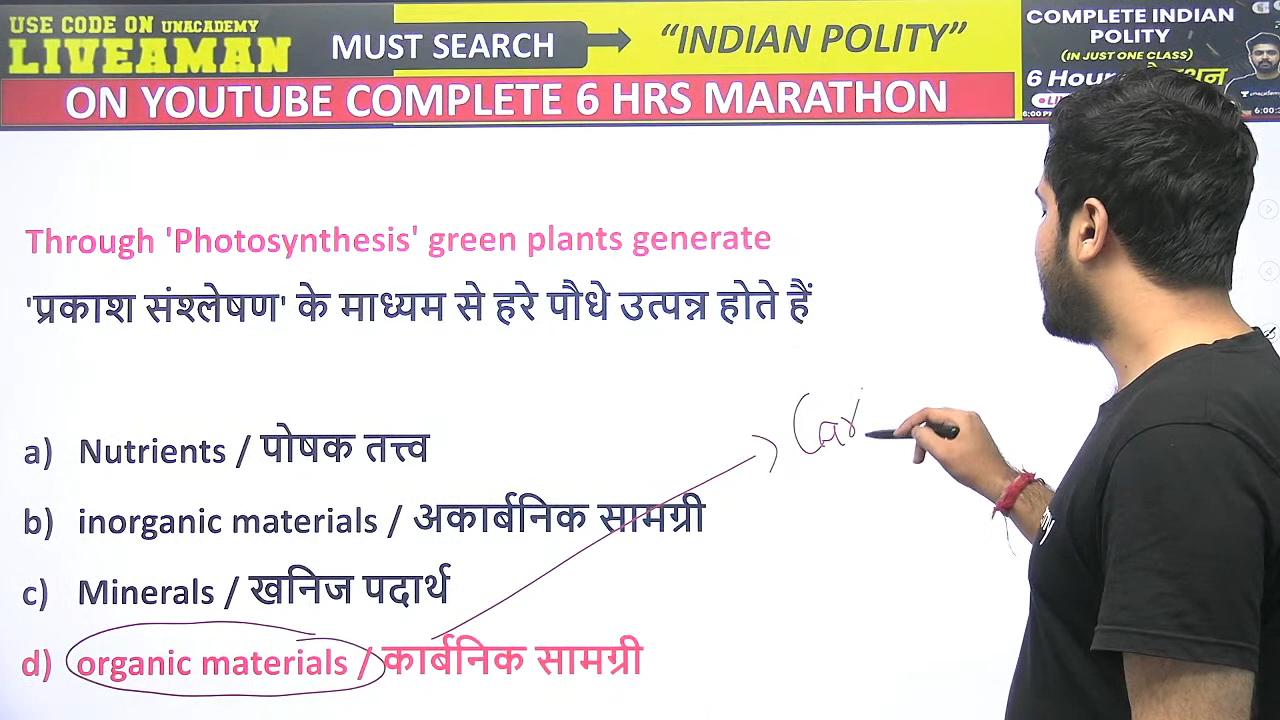 USE CODE ON UNACADEMY
LIVEAMAN
MUST SEARCH
“INDIAN POLITY”
ON YOUTUBE COMPLETE 6 HRS MARATHON
COMPLETE INDIAN
POLITY
(IN JUST ONE CLASS)
6 Hour
Through 'Photosynthesis' green plants generate
'प्रकाश संश्लेषण' के माध्यम से हरे पौधे उत्पन्न होते हैं
a) Nutrients / पोषक तत्त्व
b) inorganic materials / अकार्बनिक सामग्री
c) Minerals / खनिज पदार्थ
d) organic materials / कार्बनिक सामग्री